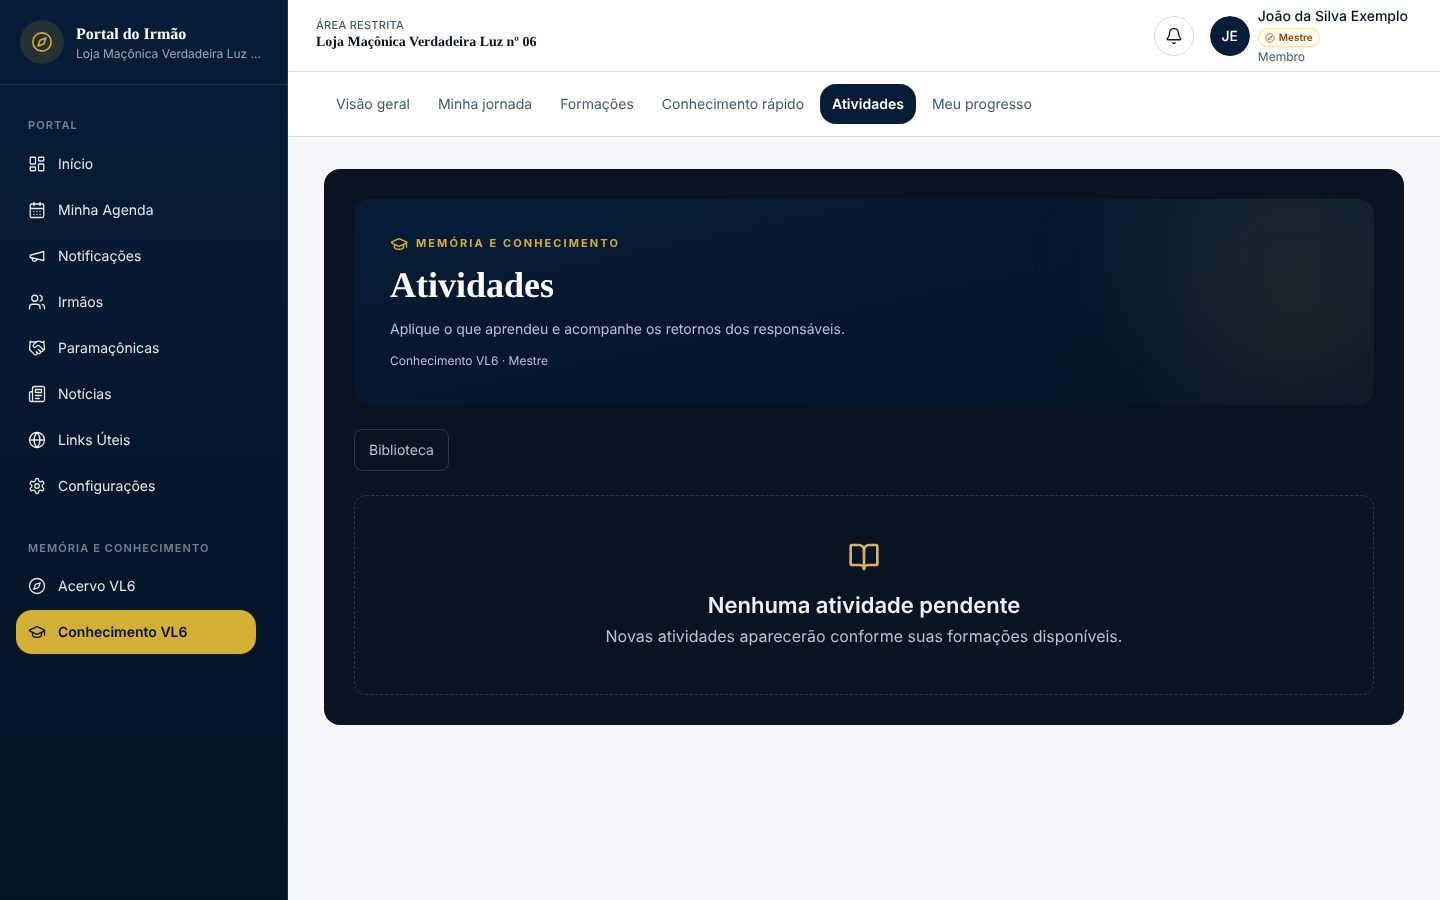 Portal do Irmão
Loja Maçônica Verdadeira Luz ...
PORTAL
Início
Minha Agenda
Notificações
Irmãos
Paramaçônicas
Notícias
Links Úteis
Configurações
MEMÓRIA E CONHECIMENTO
Acervo VL6
Conhecimento VL6
ÁREA RESTRITA
Loja Maçônica Verdadeira Luz nº 06
JE
João da Silva Exemplo
Mestre
Membro
Visão geral
Minha jornada
Formações
Conhecimento rápido
Atividades
Meu progresso
MEMÓRIA E CONHECIMENTO
Atividades
Aplique o que aprendeu e acompanhe os retornos dos responsáveis.
Conhecimento VL6 · Mestre
Biblioteca
Nenhuma atividade pendente
Novas atividades aparecerão conforme suas formações disponíveis.